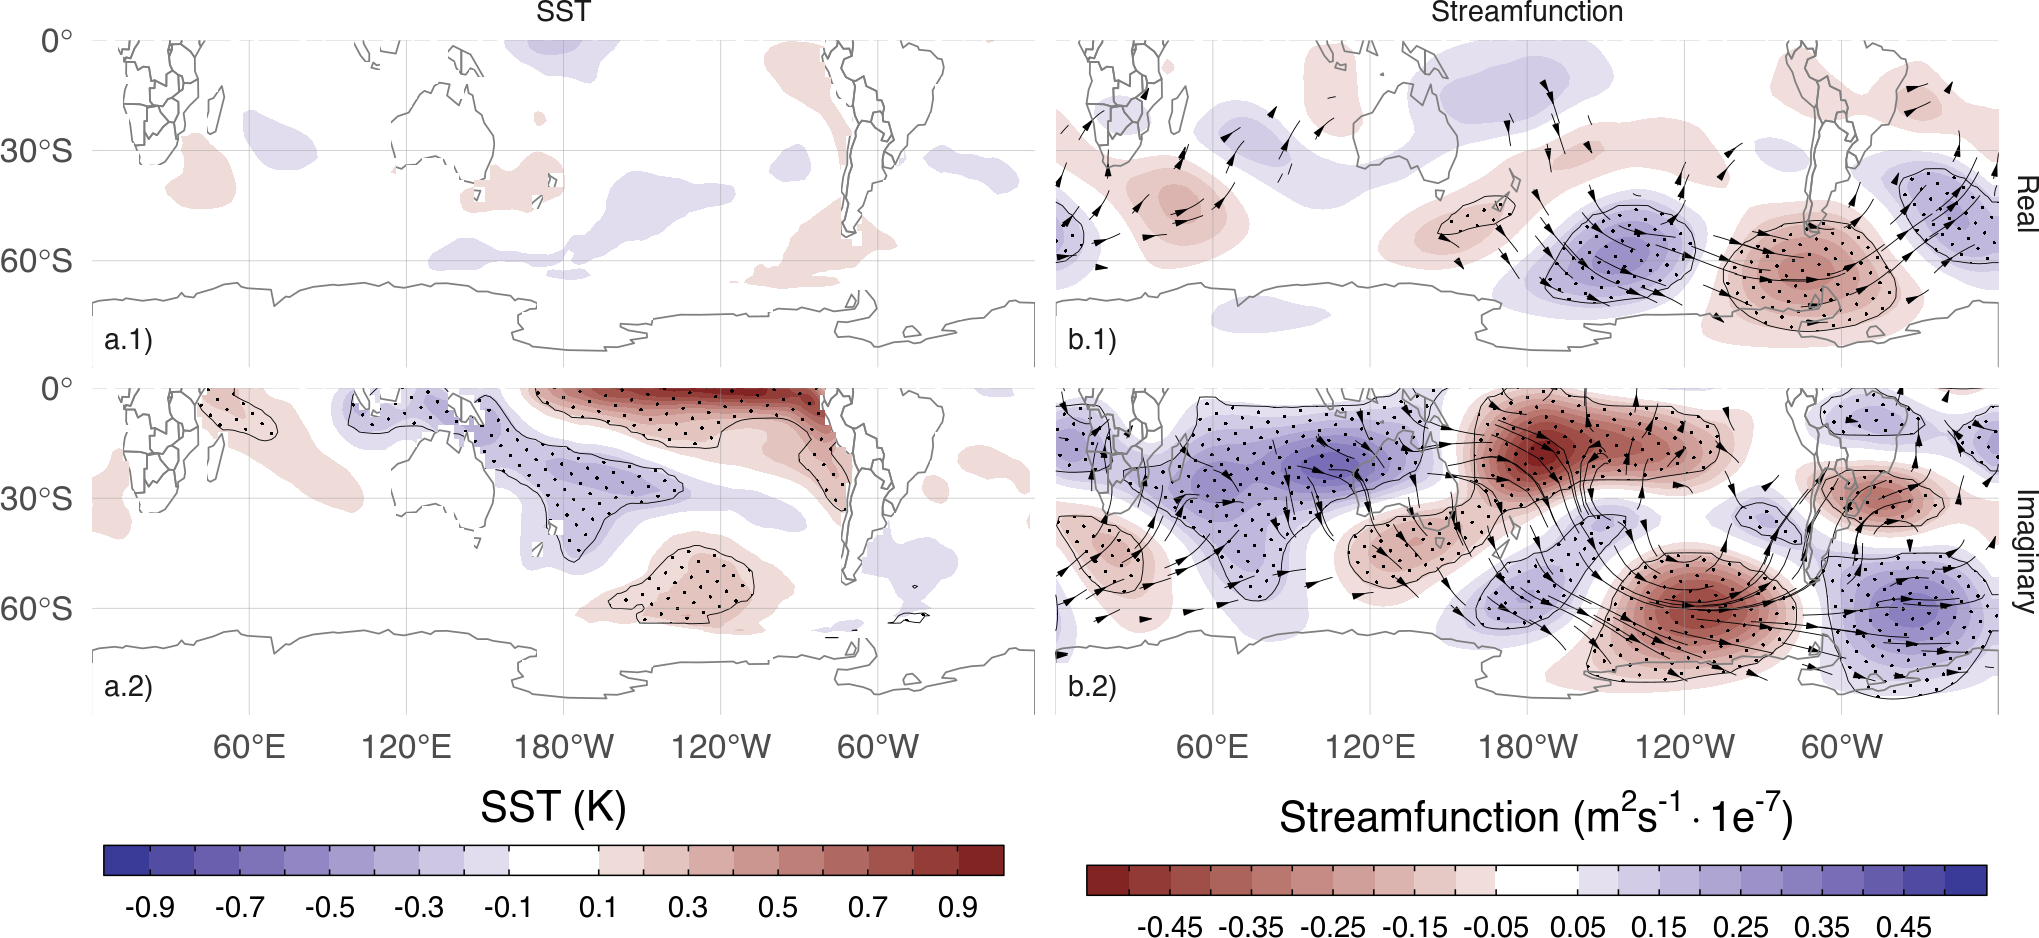 SST
Streamfunction
0°
30°S
60°S
a.1)
b.1)
Real
0°
30°S
60°S
a.2)
b.2)
Imaginary
60°E 120°E 180°W 120°W 60°W
60°E 120°E 180°W 120°W 60°W
SST (K)
-0.9 -0.7 -0.5 -0.3 -0.1 0.1 0.3 0.5 0.7 0.9
Streamfunction (m²s⁻¹ · 1e⁻⁷)
-0.45 -0.35 -0.25 -0.15 -0.05 0.05 0.15 0.25 0.35 0.45